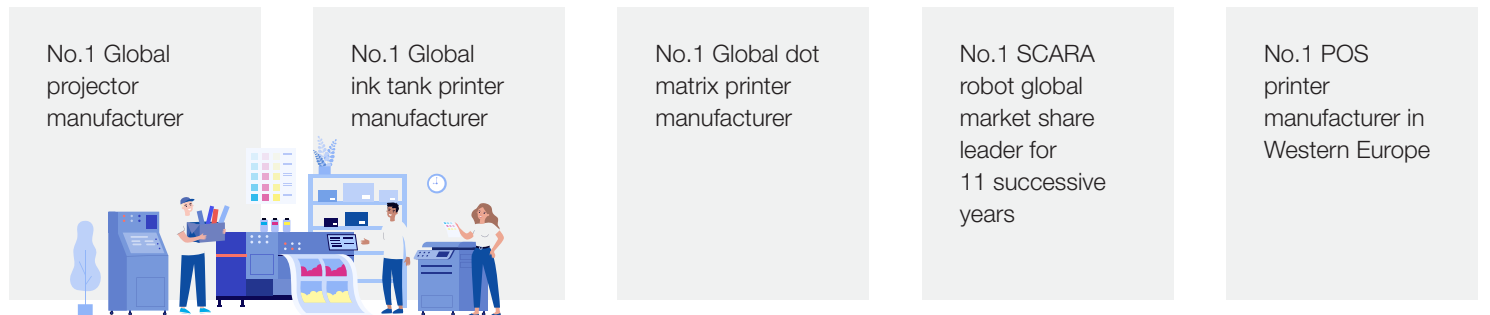 No.1 Global
projector
manufacturer
No.1 Global
ink tank printer
manufacturer
No.1 Global dot
matrix printer
manufacturer
No.1 SCARA
robot global
market share
leader for
11 successive
years
No.1 POS
printer
manufacturer in
Western Europe